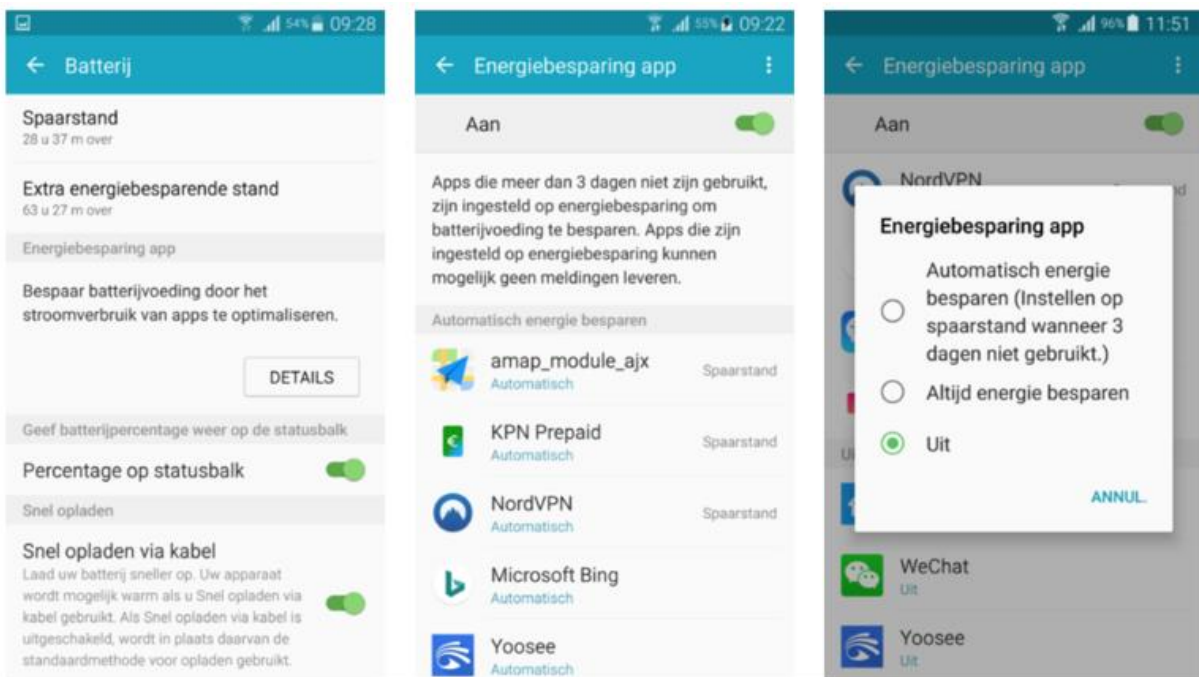 54% 09:28
Batterij
Spaarstand
28 u 37 m over
Extra energiebesparende stand
63 u 27 m over
Energiebesparing app
Bespaar batterijvoeding door het
stroomverbruik van apps te optimaliseren.
DETAILS
Geef batterijpercentage weer op de statusbalk
Percentage op statusbalk
Snel opladen
Snel opladen via kabel
Laad uw batterij sneller op. Uw apparaat
wordt mogelijk warm als u Snel opladen via
kabel gebruikt. Als Snel opladen via kabel is
uitgeschakeld, wordt in plaats daarvan de
standaardmethode voor opladen gebruikt.
55% 09:22
Energiebesparing app
Aan
Apps die meer dan 3 dagen niet zijn gebruikt,
zijn ingesteld op energiebesparing om
batterijvoeding te besparen. Apps die zijn
ingesteld op energiebesparing kunnen
mogelijk geen meldingen leveren.
Automatisch energie besparen
amap_module_ajx
Automatisch
Spaarstand
KPN Prepaid
Automatisch
Spaarstand
NordVPN
Automatisch
Spaarstand
Microsoft Bing
Automatisch
Yoosee
Automatisch
96% 11:51
Energiebesparing app
Aan
NordVPN
Energiebesparing app
Automatisch energie
besparen (Instellen op
spaarstand wanneer 3
dagen niet gebruikt.)
Altijd energie besparen
Uit
ANNUL.
WeChat
Uit
Yoosee
Uit